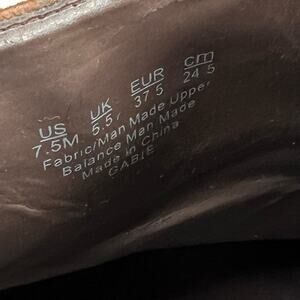 US UK EUR cm
7.5M 5.5 37.5 24.5
Fabric/Man Made Upper
Balance Man Made
Made in China
GABIE